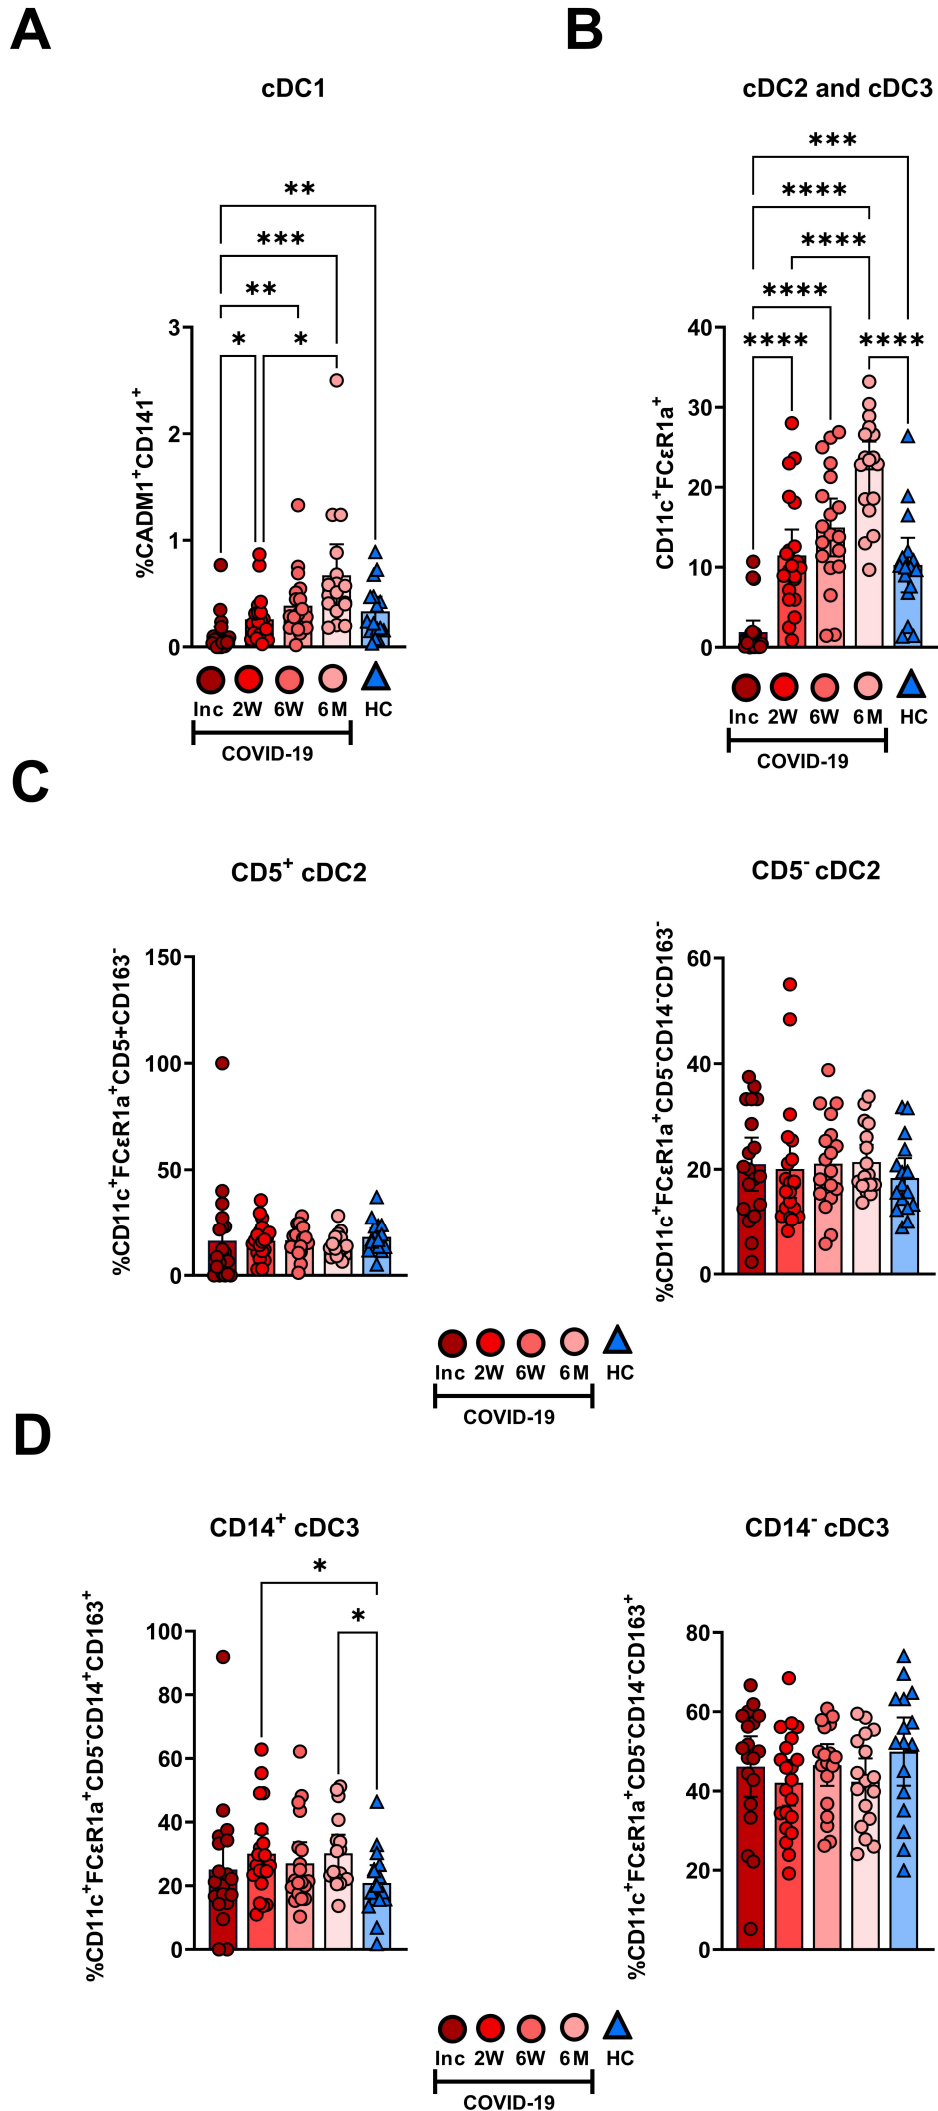 A
B
cDC1
cDC2 and cDC3
**
***
**
*
*
***
****
****
****
****
****
%CADM1⁺CD141⁺
3
2
1
0
CD11c⁺FCεR1a⁺
40
30
20
10
0
Inc 2W 6W 6M HC
COVID-19
Inc 2W 6W 6M HC
COVID-19
C
CD5⁺ cDC2
CD5⁻ cDC2
%CD11c⁺FCεR1a⁺CD5+CD163⁻
150
100
50
0
%CD11c⁺FCεR1a⁺CD5⁻CD14⁻CD163⁻
60
40
20
0
Inc 2W 6W 6M HC
COVID-19
D
CD14⁺ cDC3
CD14⁻ cDC3
*
*
%CD11c⁺FCεR1a⁺CD5⁻CD14⁺CD163⁺
100
80
60
40
20
0
%CD11c⁺FCεR1a⁺CD5⁻CD14⁻CD163⁺
80
60
40
20
0
Inc 2W 6W 6M HC
COVID-19